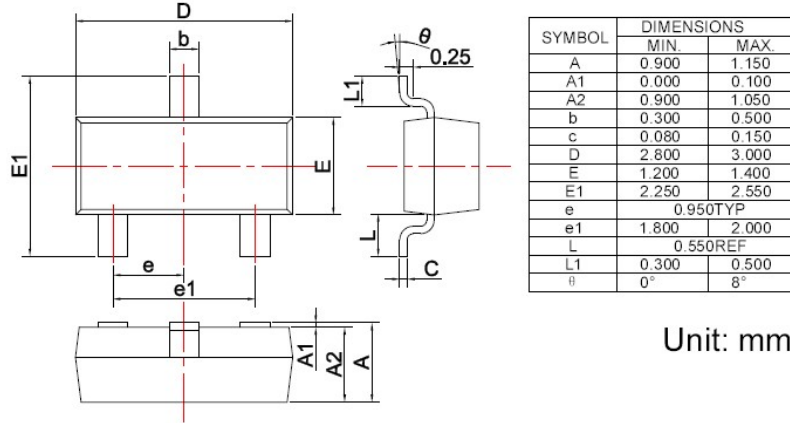 D
b
θ
0.25
L1
E1
E
L
C
e
e1
A1
A2
A
SYMBOL DIMENSIONS
MIN. MAX.
A 0.900 1.150
A1 0.000 0.100
A2 0.900 1.050
b 0.300 0.500
c 0.080 0.150
D 2.800 3.000
E 1.200 1.400
E1 2.250 2.550
e 0.950TYP
e1 1.800 2.000
L 0.550REF
L1 0.300 0.500
θ 0° 8°
Unit: mm